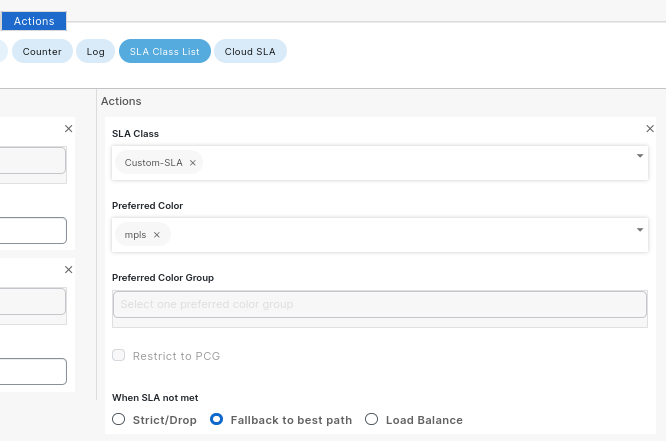 Actions
Counter Log SLA Class List Cloud SLA
Actions
SLA Class
Custom-SLA
Preferred Color
mpls
Preferred Color Group
Select one preferred color group
Restrict to PCG
When SLA not met
Strict/Drop Fallback to best path Load Balance